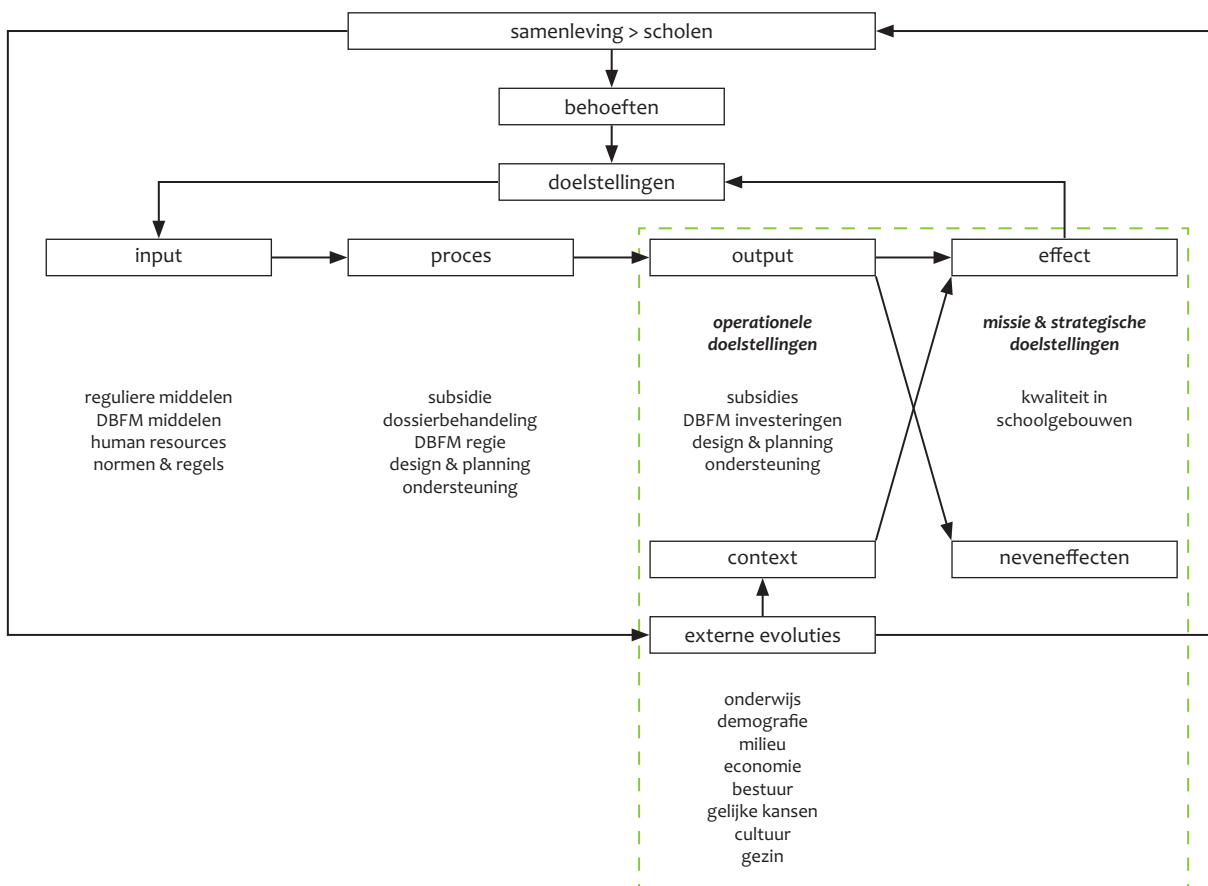 samenleving > scholen
behoeften
doelstellingen
input
proces
output
effect
operationele
doelstellingen
missie & strategische
doelstellingen
reguliere middelen
DBFM middelen
human resources
normen & regels
subsidie
dossierbehandeling
DBFM regie
design & planning
ondersteuning
subsidies
DBFM investeringen
design & planning
ondersteuning
kwaliteit in
schoolgebouwen
context
neveneffecten
externe evoluties
onderwijs
demografie
milieu
economie
bestuur
gelijke kansen
cultuur
gezin